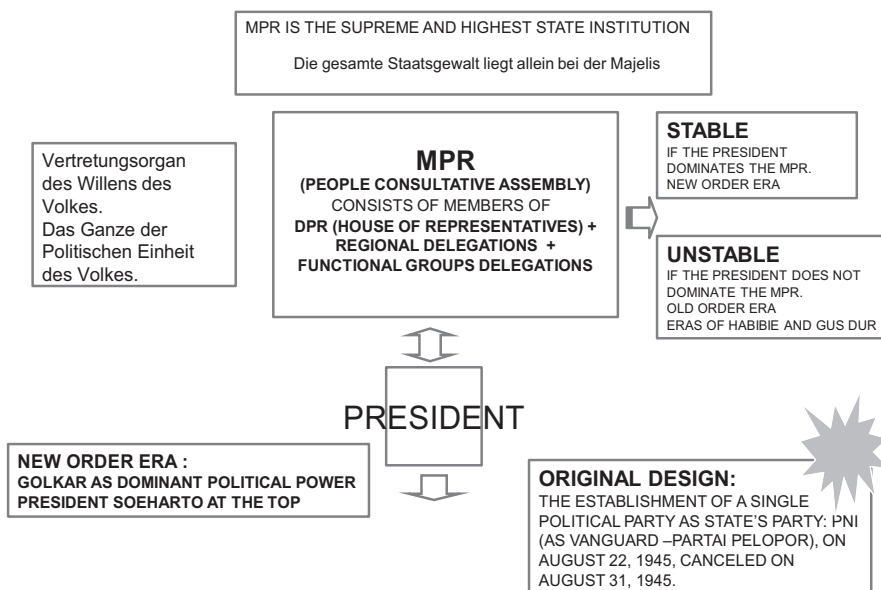 MPR IS THE SUPREME AND HIGHEST STATE INSTITUTION
Die gesamte Staatsgewalt liegt allein bei der Majelis
Vertretungsorgan
des Willens des
Volkes.
Das Ganze der
Politischen Einheit
des Volkes.
MPR
(PEOPLE CONSULTATIVE ASSEMBLY)
CONSISTS OF MEMBERS OF
DPR (HOUSE OF REPRESENTATIVES) +
REGIONAL DELEGATIONS +
FUNCTIONAL GROUPS DELEGATIONS
STABLE
IF THE PRESIDENT
DOMINATES THE MPR.
NEW ORDER ERA
UNSTABLE
IF THE PRESIDENT DOES NOT
DOMINATE THE MPR.
OLD ORDER ERA
ERAS OF HABIBIE AND GUS DUR
PRESIDENT
NEW ORDER ERA :
GOLKAR AS DOMINANT POLITICAL POWER
PRESIDENT SOEHARTO AT THE TOP
ORIGINAL DESIGN:
THE ESTABLISHMENT OF A SINGLE
POLITICAL PARTY AS STATE'S PARTY: PNI
(AS VANGUARD –PARTAI PELOPOR), ON
AUGUST 22, 1945, CANCELED ON
AUGUST 31, 1945.